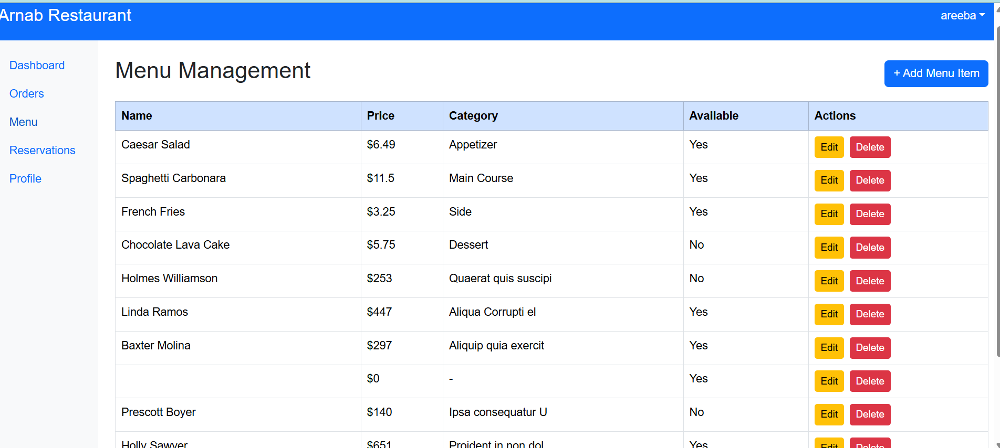 Arnab Restaurant areeba
Dashboard
Orders
Menu
Reservations
Profile
Menu Management
+ Add Menu Item
Name Price Category Available Actions
Caesar Salad $6.49 Appetizer Yes Edit Delete
Spaghetti Carbonara $11.5 Main Course Yes Edit Delete
French Fries $3.25 Side Yes Edit Delete
Chocolate Lava Cake $5.75 Dessert No Edit Delete
Holmes Williamson $253 Quaerat quis suscipi No Edit Delete
Linda Ramos $447 Aliqua Corrupti el Yes Edit Delete
Baxter Molina $297 Aliquip quia exercit Yes Edit Delete
$0 - Yes Edit Delete
Prescott Boyer $140 Ipsa consequatur U No Edit Delete
Holly Sawyer $651 Proident in non dol Yes Edit Delete